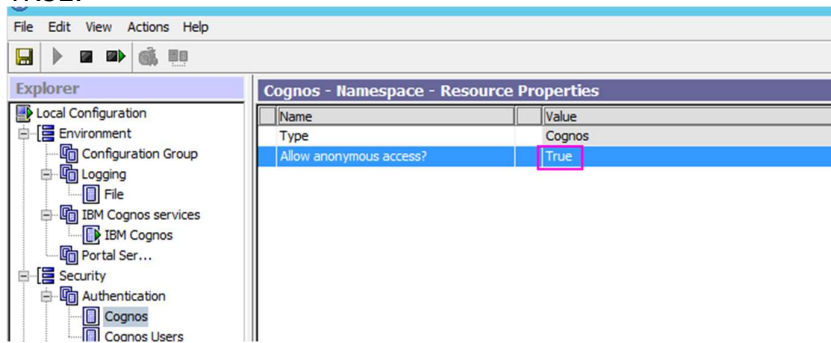 TRUE.
File Edit View Actions Help
Explorer
Local Configuration
Environment
Configuration Group
Logging
File
IBM Cognos services
IBM Cognos
Portal Ser...
Security
Authentication
Cognos
Cognos Users
Cognos - Namespace - Resource Properties
Name Value
Type Cognos
Allow anonymous access? True